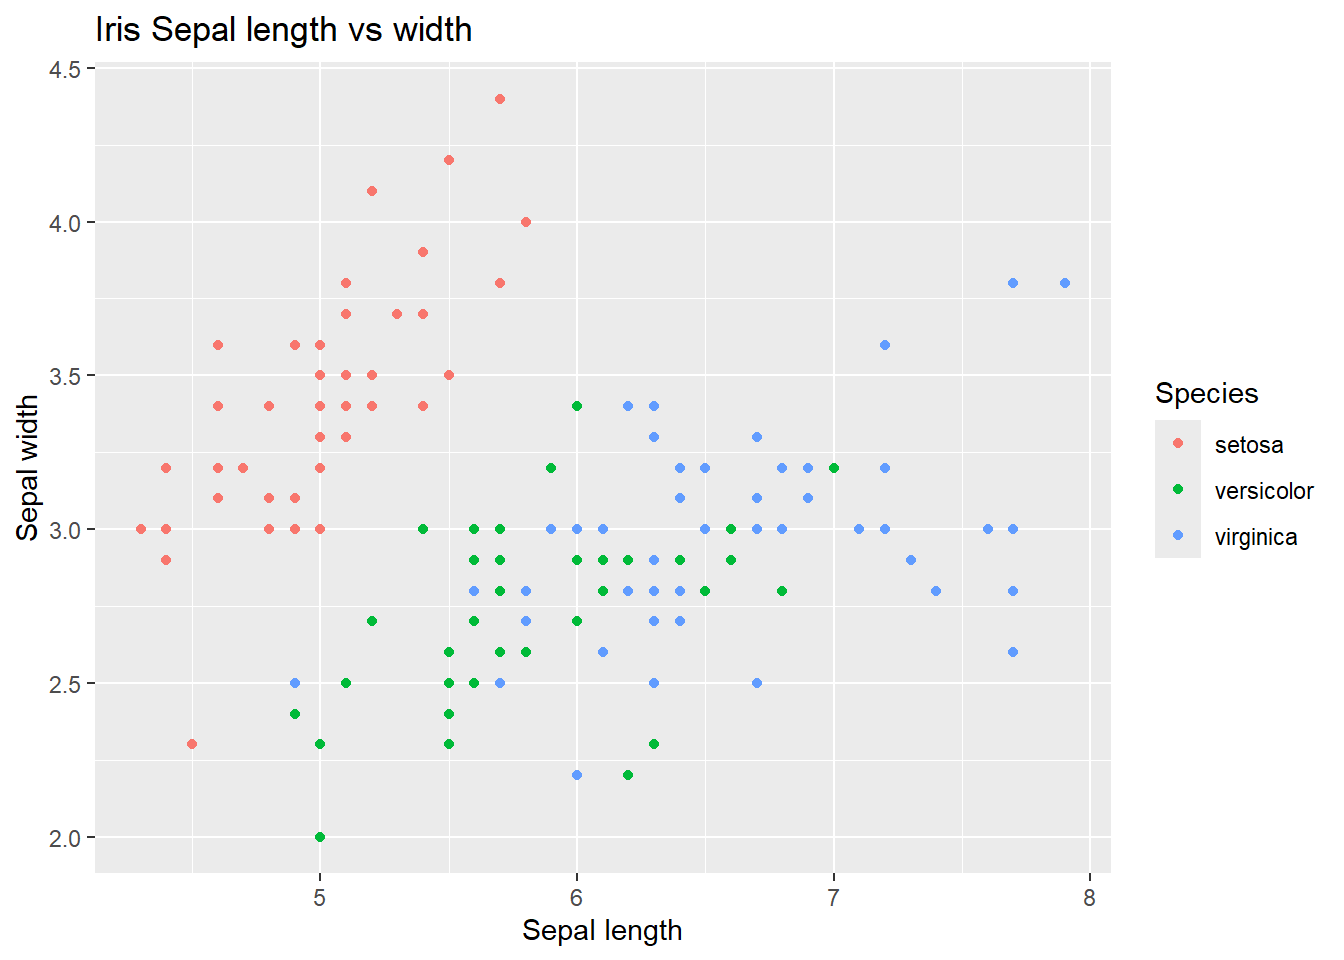 Iris Sepal length vs width
4.5
4.0
3.5
3.0
2.5
2.0
Sepal width
5 6 7 8
Sepal length
Species
setosa
versicolor
virginica